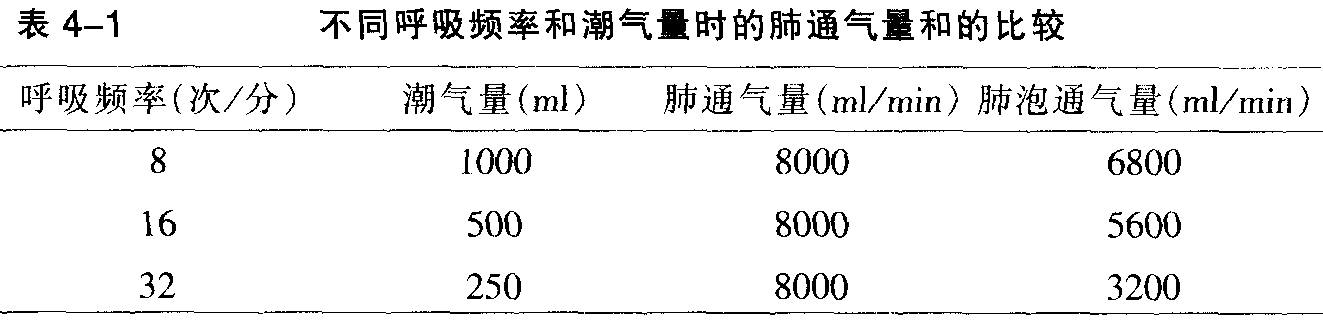 表 4-1 不同呼吸频率和潮气量时的肺通气量和的比较
呼吸频率(次/分) 潮气量(ml) 肺通气量(ml/min) 肺泡通气量(ml/min)
8 1000 8000 6800
16 500 8000 5600
32 250 8000 3200